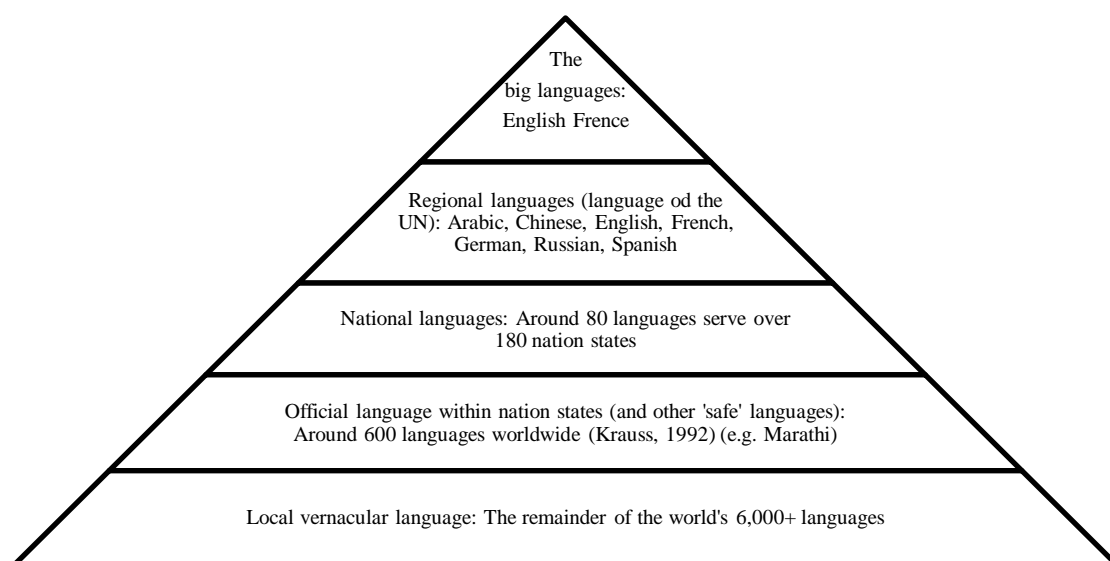 The
big languages:
English Frence
Regional languages (language od the
UN): Arabic, Chinese, English, French,
German, Russian, Spanish
National languages: Around 80 languages serve over
180 nation states
Official language within nation states (and other 'safe' languages):
Around 600 languages worldwide (Krauss, 1992) (e.g. Marathi)
Local vernacular language: The remainder of the world's 6,000+ languages